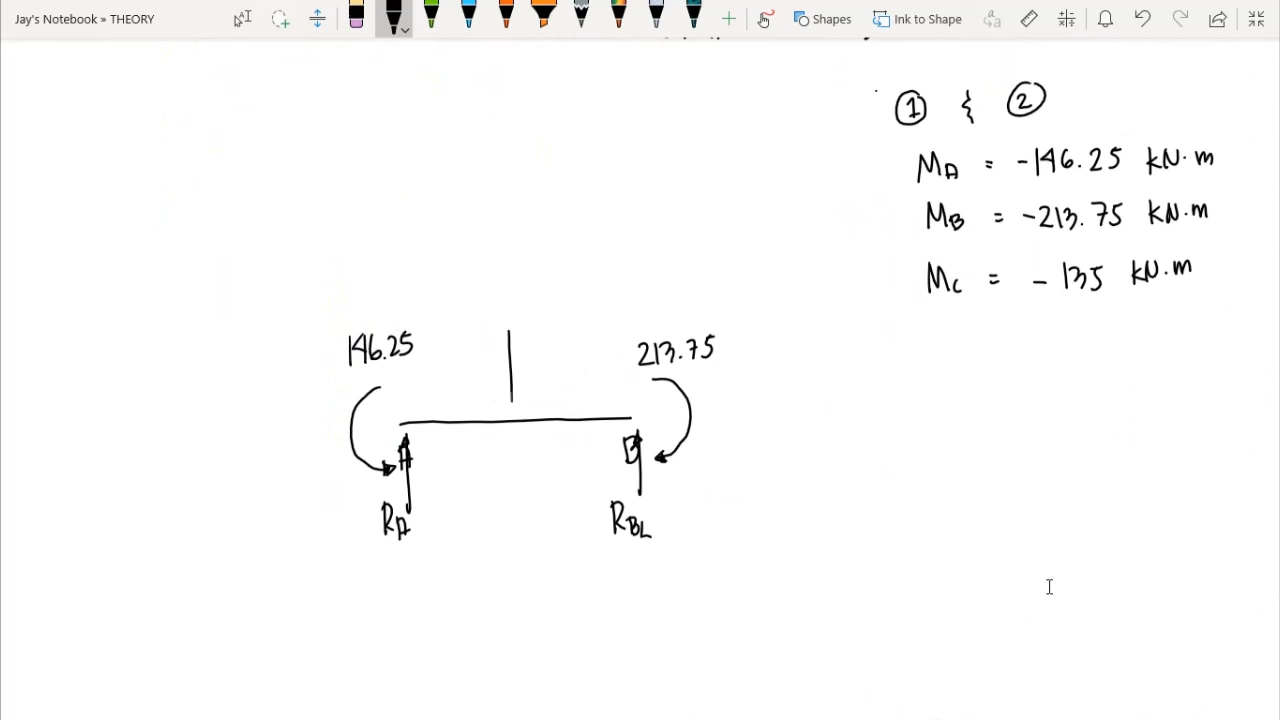 Jay's Notebook » THEORY
Shapes
Ink to Shape
① & ②
MA = -146.25 kN·m
MB = -213.75 kN·m
MC = -135 kN·m
146.25 213.75
A B
RA RBL